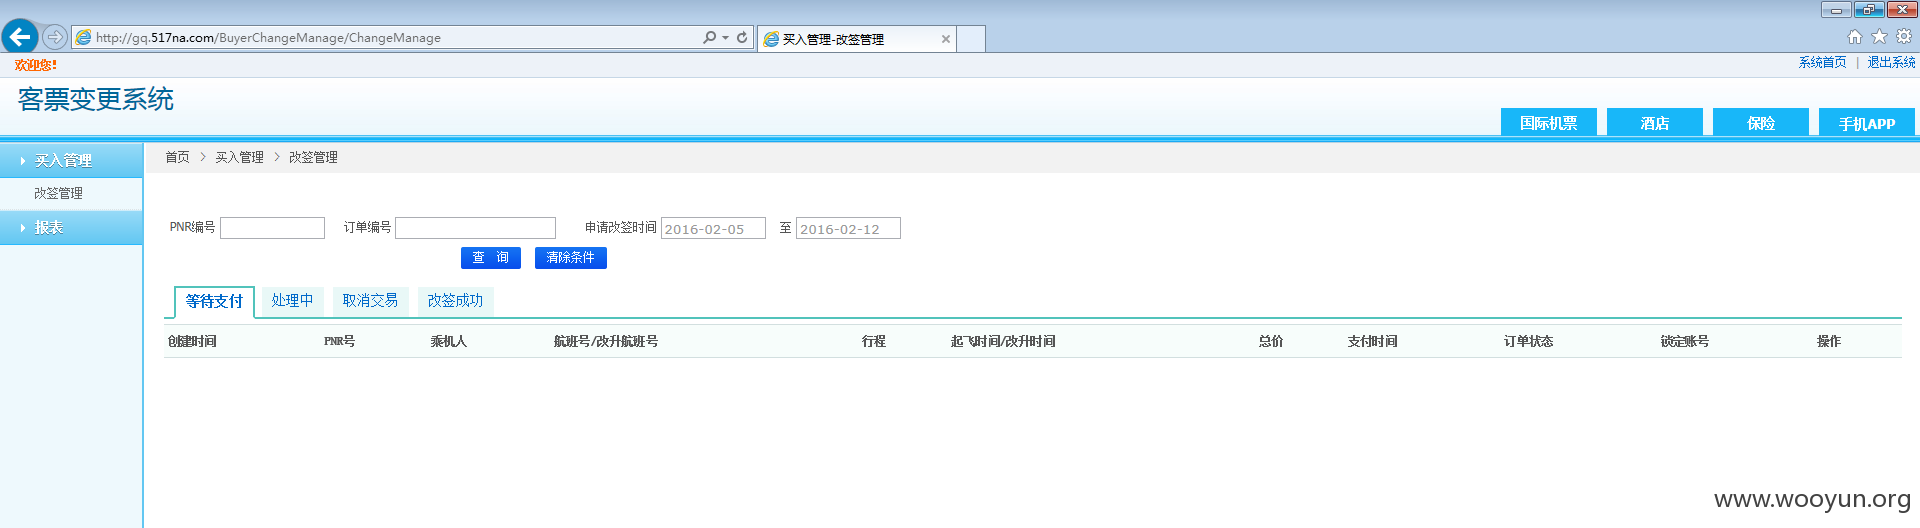 http://gq.517na.com/BuyerChangeManage/ChangeManage
买入管理-改签管理
欢迎您!
系统首页 | 退出系统
客票变更系统
国际机票 酒店 保险 手机APP
买入管理
改签管理
报表
首页 > 买入管理 > 改签管理
PNR编号 订单编号 申请改签时间 2016-02-05 至 2016-02-12
查 询 清除条件
等待支付 处理中 取消交易 改签成功
创建时间 PNR号 乘机人 航班号/改升航班号 行程 起飞时间/改升时间 总价 支付时间 订单状态 锁定账号 操作
www.wooyun.org